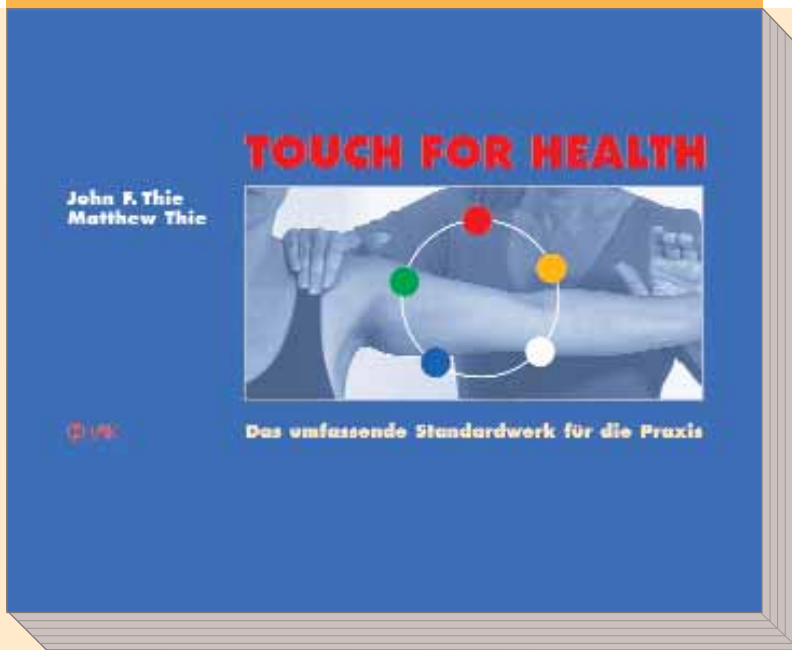 TOUCH FOR HEALTH
John F. Thie
Matthew Thie
Das umfassende Standardwerk für die Praxis